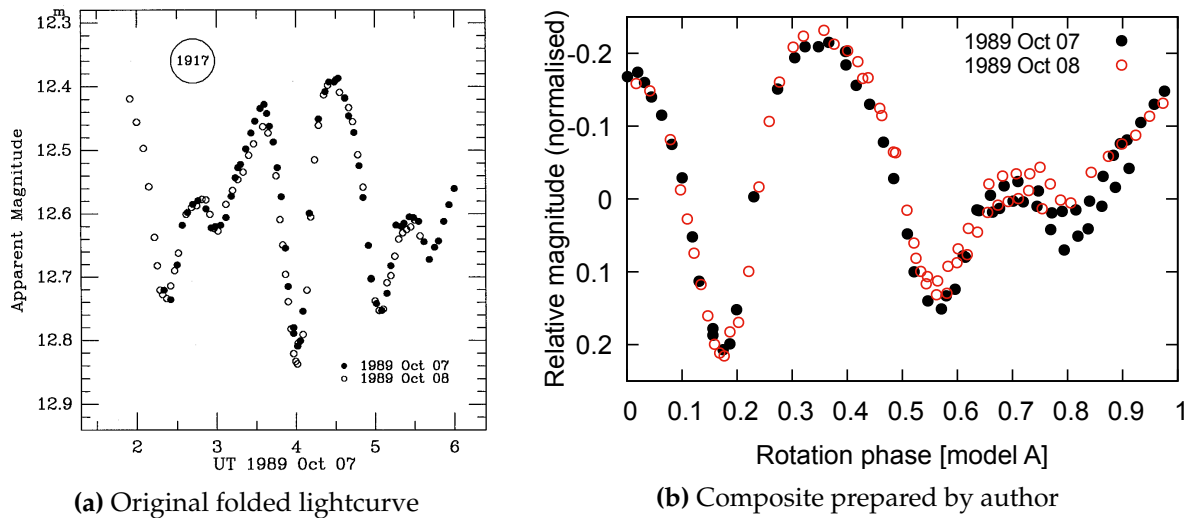 m
12.3
12.4
12.5
12.6
12.7
12.8
12.9
Apparent Magnitude
1917
1989 Oct 07
1989 Oct 08
2 3 4 5 6
UT 1989 Oct 07
(a) Original folded lightcurve
-0.2
-0.1
0
0.1
0.2
Relative magnitude (normalised)
1989 Oct 07
1989 Oct 08
0 0.1 0.2 0.3 0.4 0.5 0.6 0.7 0.8 0.9 1
Rotation phase [model A]
(b) Composite prepared by author